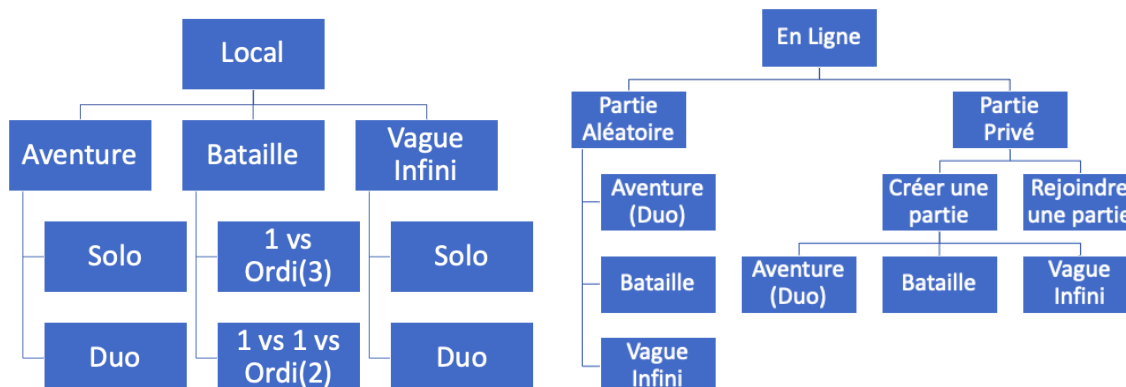 Local
Aventure
Bataille
Vague
Infini
Solo
1 vs
Ordi(3)
Solo
Duo
1 vs 1 vs
Ordi(2)
Duo
En Ligne
Partie
Aléatoire
Partie
Privé
Aventure
(Duo)
Créer une
partie
Rejoindre
une partie
Bataille
Aventure
(Duo)
Bataille
Vague
Infini
Vague
Infini